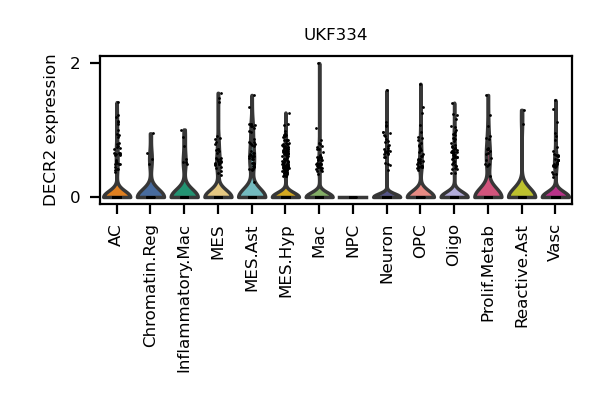 UKF334
DECR2 expression
2
0
AC
Chromatin.Reg
Inflammatory.Mac
MES
MES.Ast
MES.Hyp
Mac
NPC
Neuron
OPC
Oligo
Prolif.Metab
Reactive.Ast
Vasc